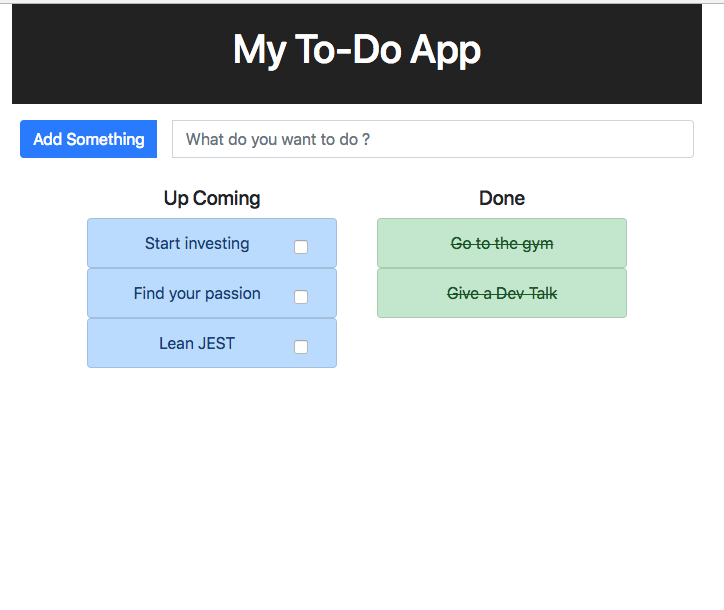 My To-Do App
Add Something
What do you want to do ?
Up Coming
Start investing
Find your passion
Lean JEST
Done
Go to the gym
Give a Dev Talk